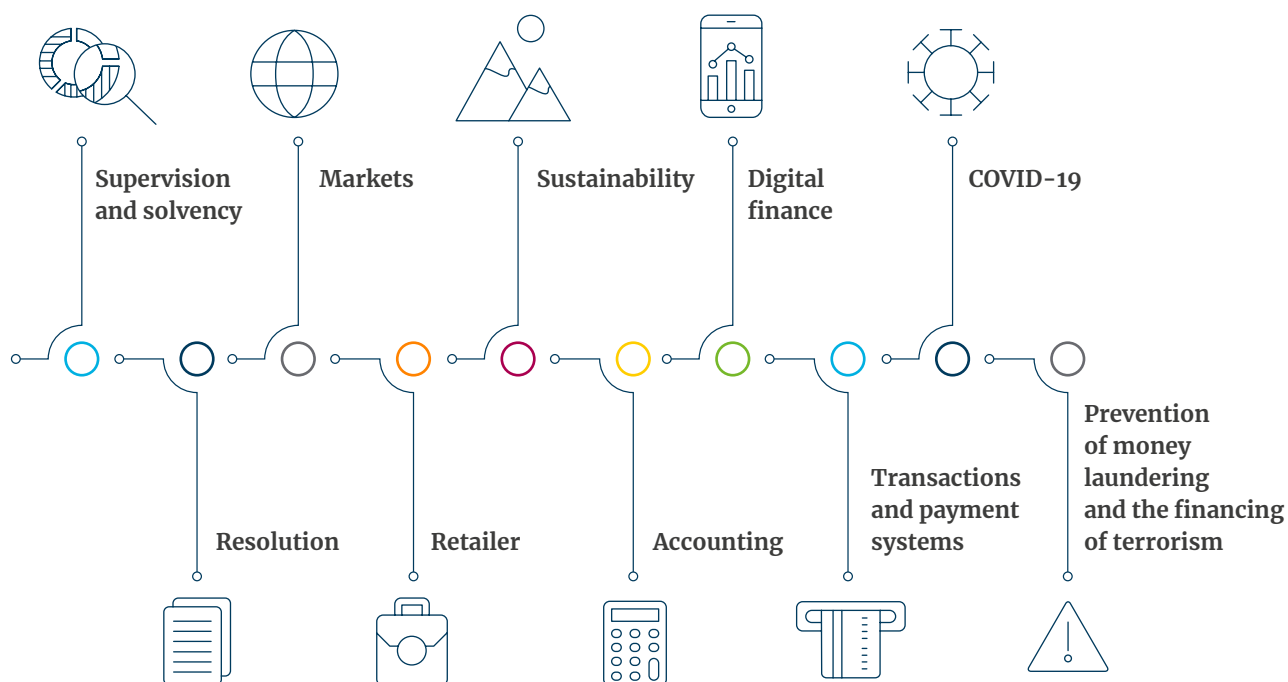 Supervision
and solvency
Markets
Sustainability
Digital
finance
COVID-19
Resolution
Retailer
Accounting
Transactions
and payment
systems
Prevention
of money
laundering
and the financing
of terrorism